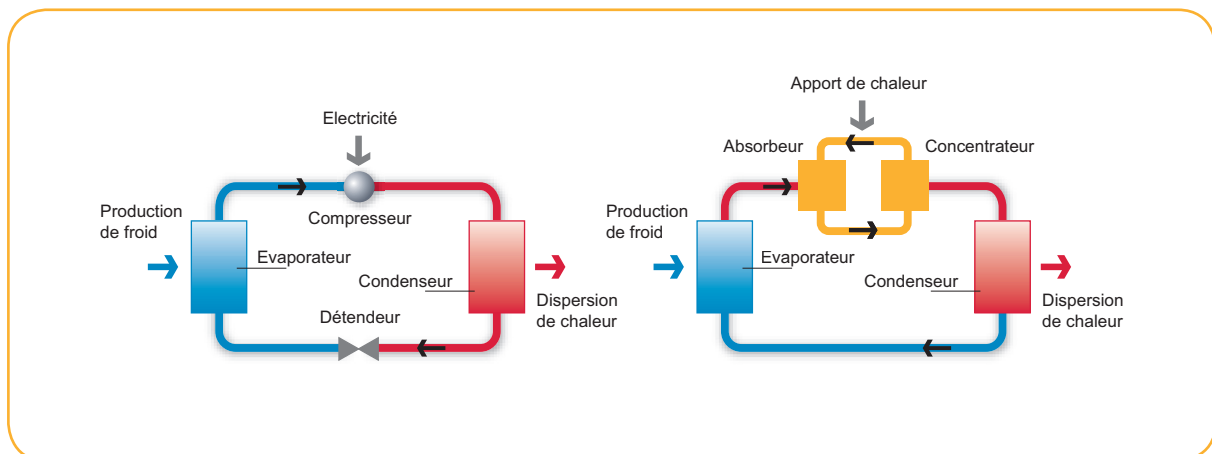 Electricité
Compresseur
Production
de froid
Evaporateur
Condenseur
Détendeur
Dispersion
de chaleur
Apport de chaleur
Absorbeur
Concentrateur
Production
de froid
Evaporateur
Condenseur
Dispersion
de chaleur